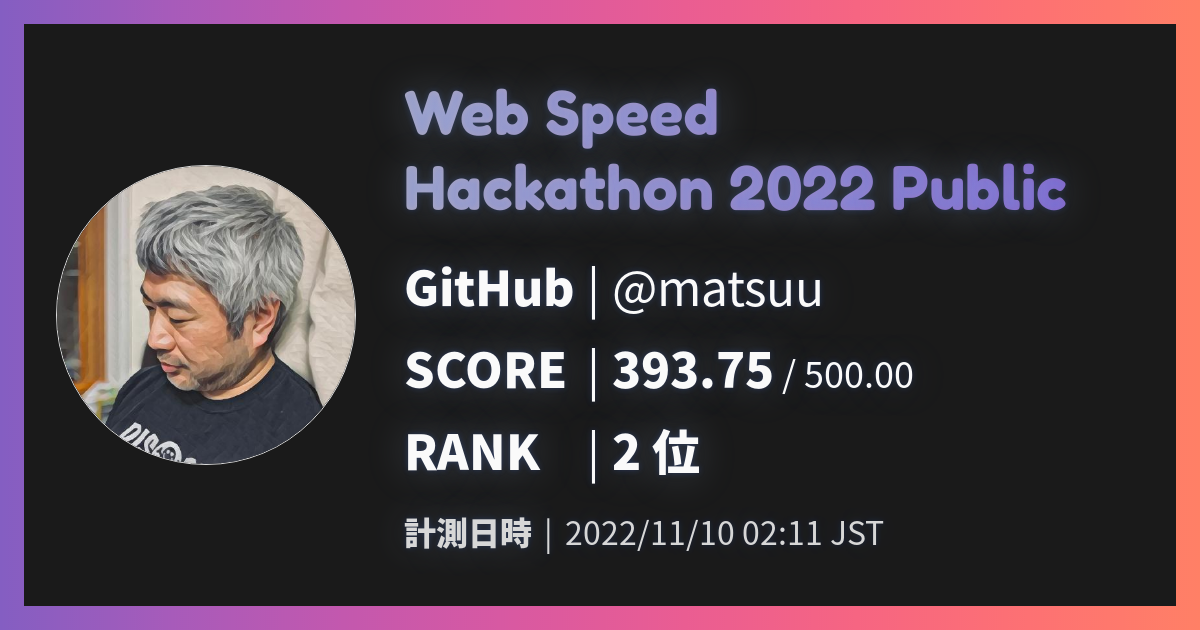 Web Speed
Hackathon 2022 Public
GitHub | @matsuu
SCORE | 393.75 / 500.00
RANK | 2 位
計測日時 | 2022/11/10 02:11 JST